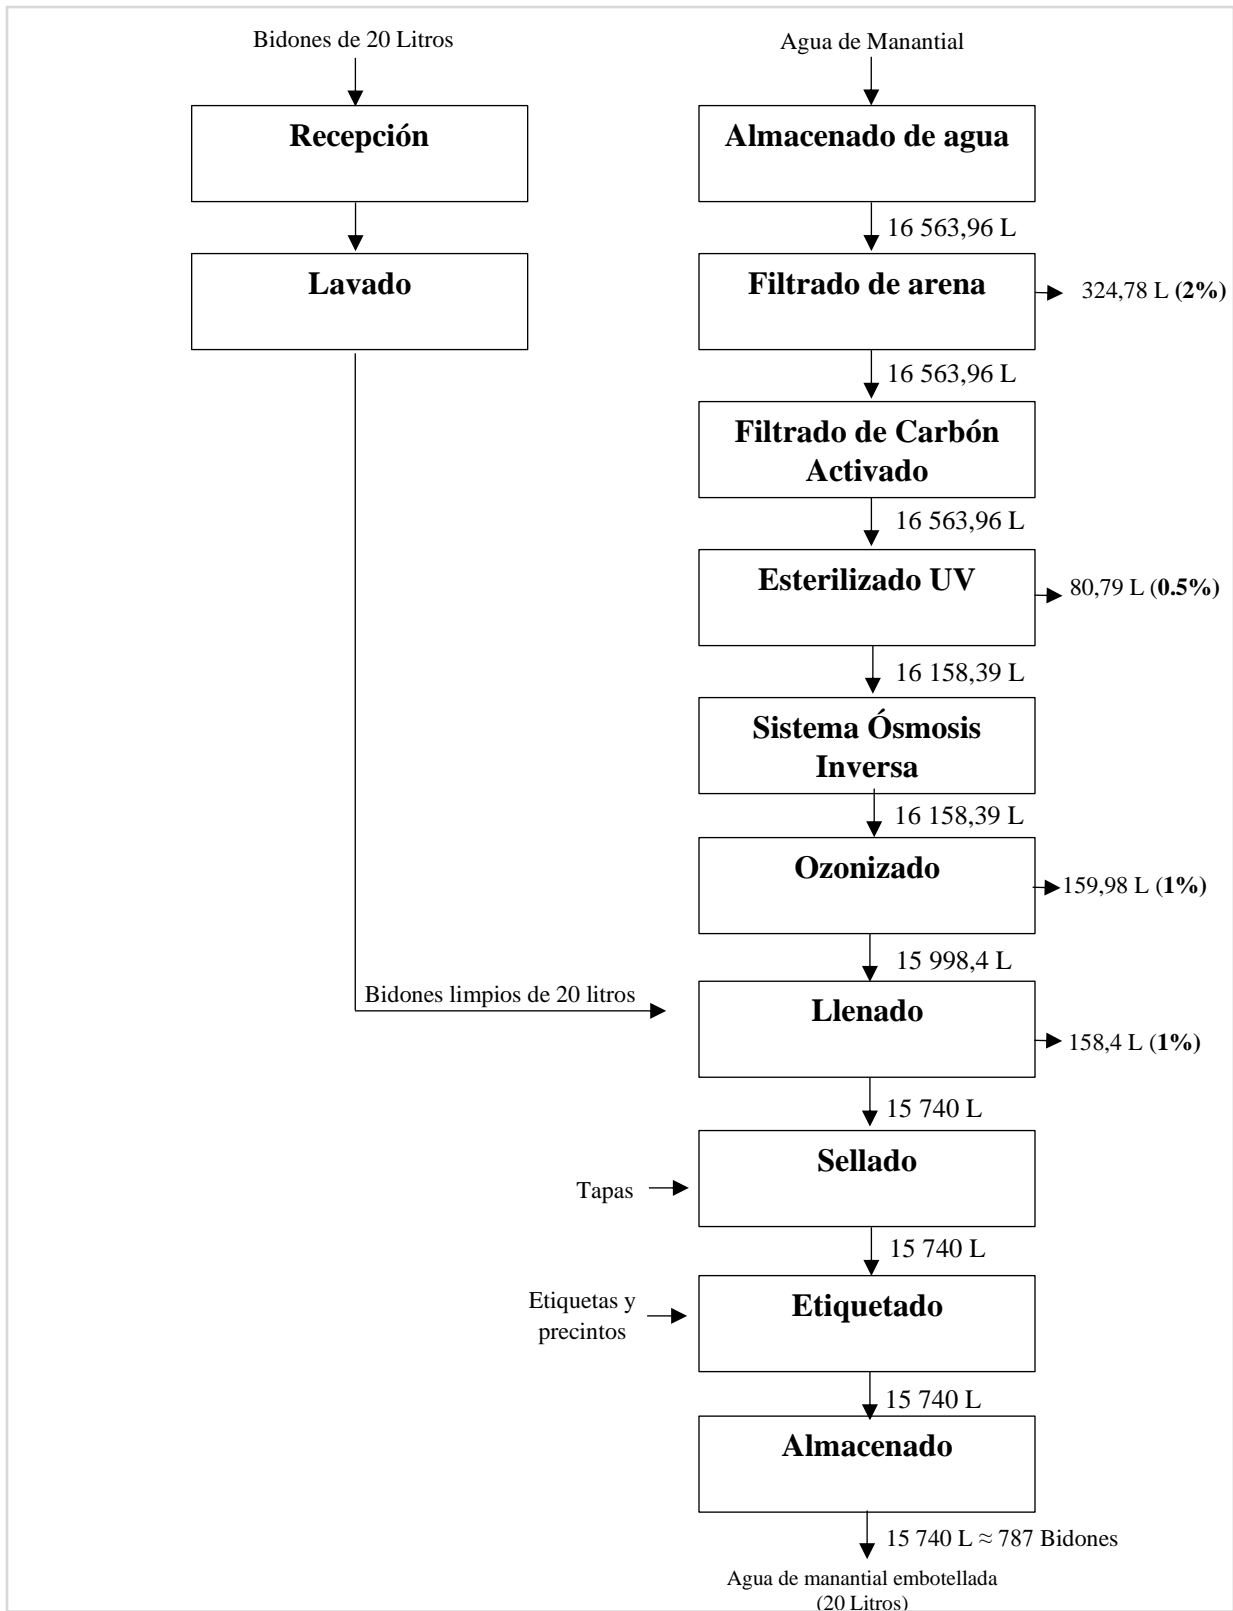 Bidones de 20 Litros
Agua de Manantial
Recepción
Almacenado de agua
16 563,96 L
Lavado
Filtrado de arena
324,78 L (2%)
16 563,96 L
Filtrado de Carbón
Activado
16 563,96 L
Esterilizado UV
80,79 L (0.5%)
16 158,39 L
Sistema Ósmosis
Inversa
16 158,39 L
Ozonizado
159,98 L (1%)
15 998,4 L
Bidones limpios de 20 litros
Llenado
158,4 L (1%)
15 740 L
Sellado
Tapas
15 740 L
Etiquetas y
precintos
Etiquetado
15 740 L
Almacenado
15 740 L ≈ 787 Bidones
Agua de manantial embotellada
(20 Litros)